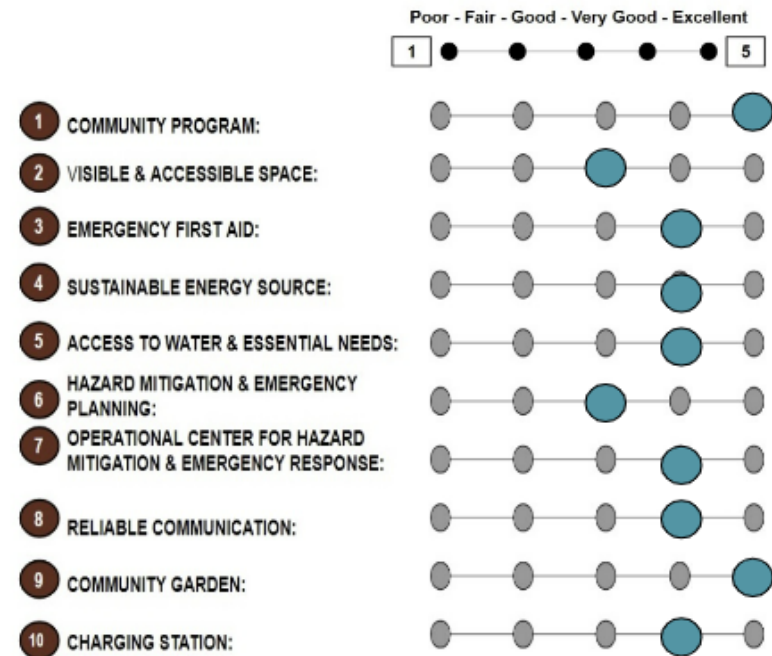 Poor - Fair - Good - Very Good - Excellent
1 5
1 COMMUNITY PROGRAM:
2 VISIBLE & ACCESSIBLE SPACE:
3 EMERGENCY FIRST AID:
4 SUSTAINABLE ENERGY SOURCE:
5 ACCESS TO WATER & ESSENTIAL NEEDS:
6 HAZARD MITIGATION & EMERGENCY
PLANNING:
7 OPERATIONAL CENTER FOR HAZARD
MITIGATION & EMERGENCY RESPONSE:
8 RELIABLE COMMUNICATION:
9 COMMUNITY GARDEN:
10 CHARGING STATION: